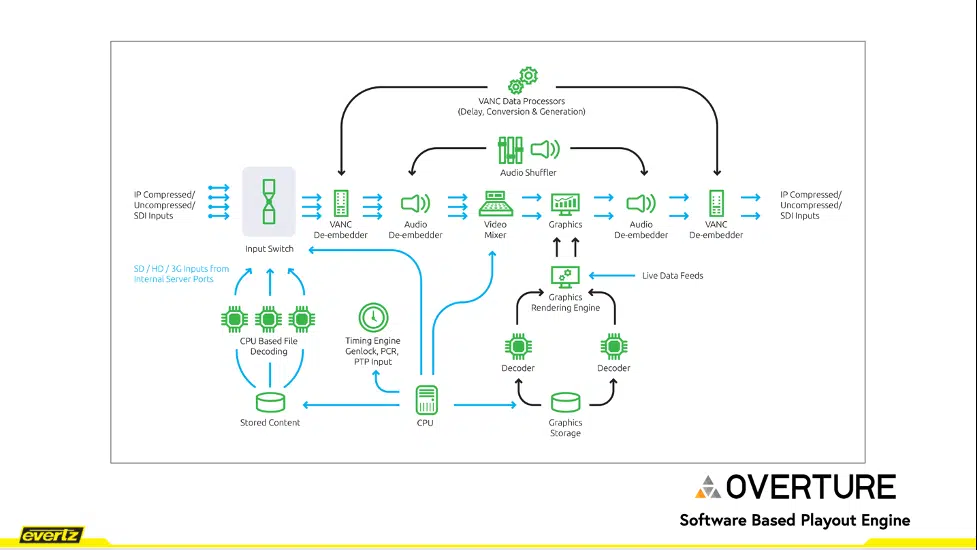 VANC Data Processors
(Delay, Conversion & Generation)
Audio Shuffler
IP Compressed/
Uncompressed/
SDI Inputs
Input Switch
VANC
De-embedder
Audio
De-embedder
Video
Mixer
Graphics
Audio
De-embedder
VANC
De-embedder
IP Compressed/
Uncompressed/
SDI Inputs
SD / HD / 3G Inputs from
Internal Server Ports
Live Data Feeds
Graphics
Rendering Engine
CPU Based File
Decoding
Timing Engine
Genlock, PCR,
PTP Input
Decoder
Decoder
Stored Content
CPU
Graphics
Storage
OVERTURE
Software Based Playout Engine
evertz